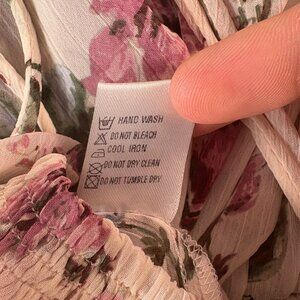 HAND WASH
DO NOT BLEACH
COOL IRON
DO NOT DRY CLEAN
DO NOT TUMBLE DRY